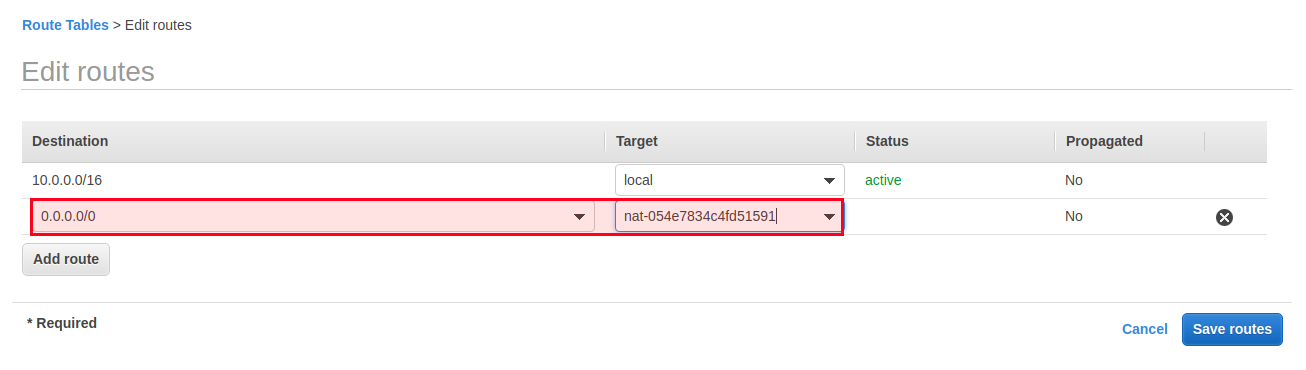 Route Tables > Edit routes
Edit routes
Destination Target Status Propagated
10.0.0.0/16 local active No
0.0.0.0/0 nat-054e7834c4fd51591 No
Add route
* Required
Cancel Save routes